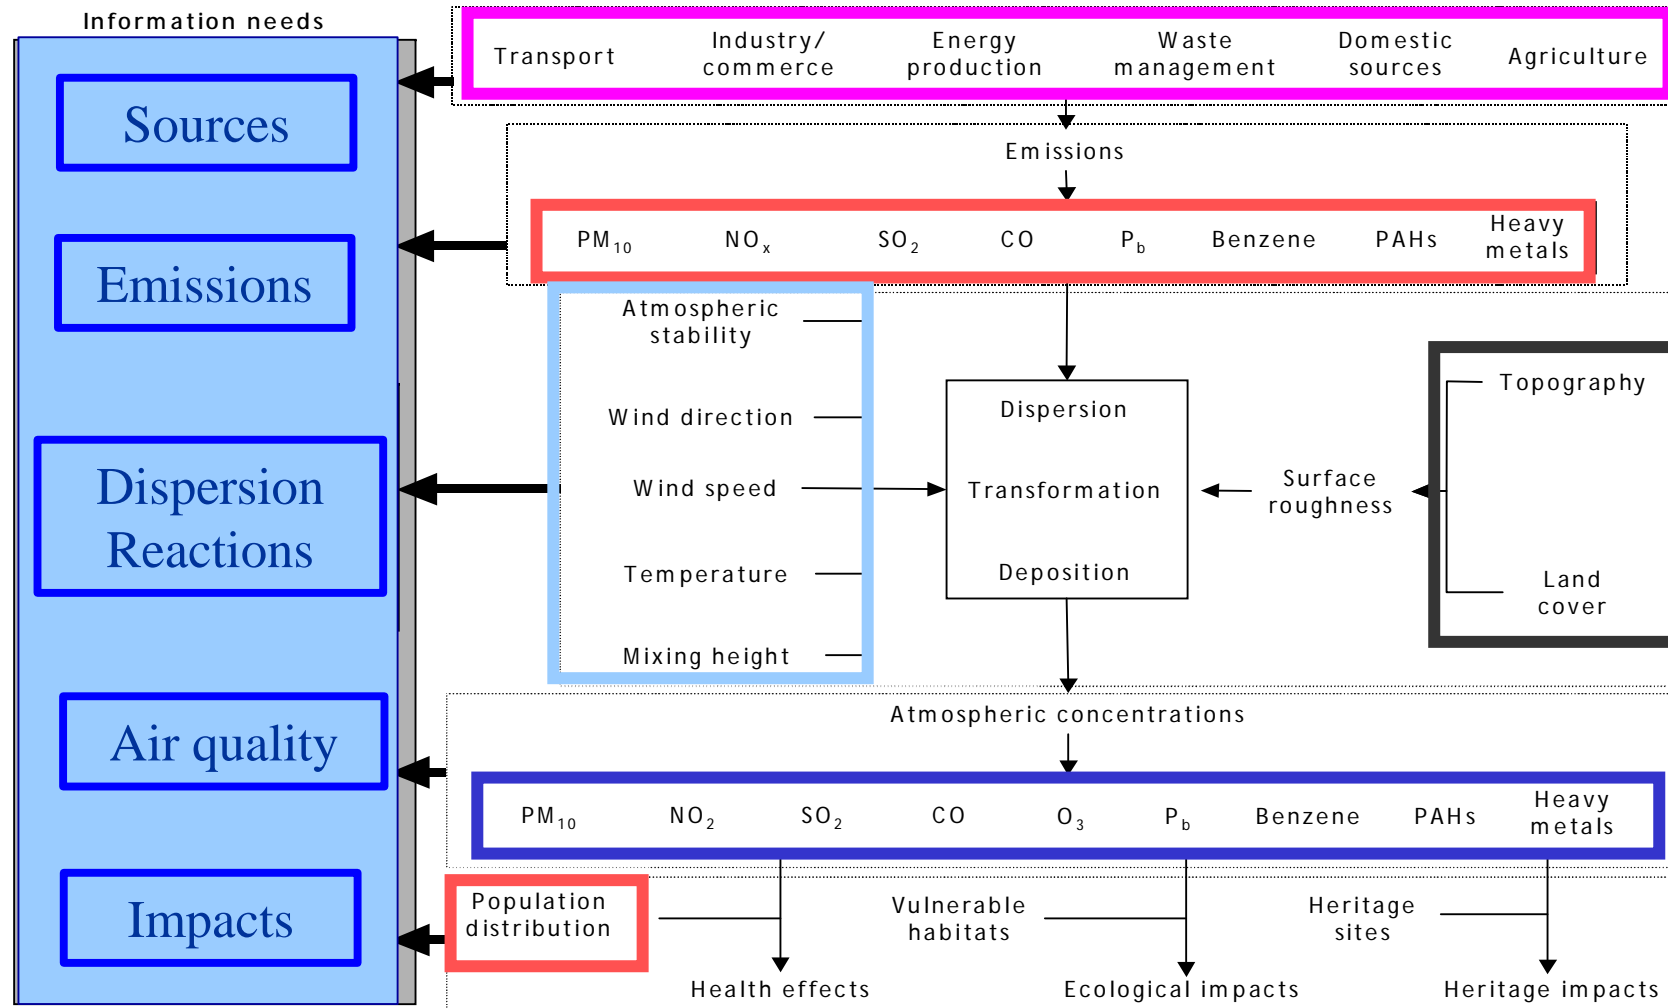 Information needs
Sources
Emissions
Dispersion
Reactions
Air quality
Impacts
Transport
Industry/
commerce
Energy
production
Waste
management
Domestic
sources
Agriculture
Emissions
PM₁₀
NOₓ
SO₂
CO
P_b
Benzene
PAHs
Heavy
metals
Atmospheric
stability
Wind direction
Wind speed
Temperature
Mixing height
Dispersion
Transformation
Deposition
Surface
roughness
Topography
Land
cover
Atmospheric concentrations
PM₁₀
NO₂
SO₂
CO
O₃
P_b
Benzene
PAHs
Heavy
metals
Population
distribution
Vulnerable
habitats
Heritage
sites
Health effects
Ecological impacts
Heritage impacts